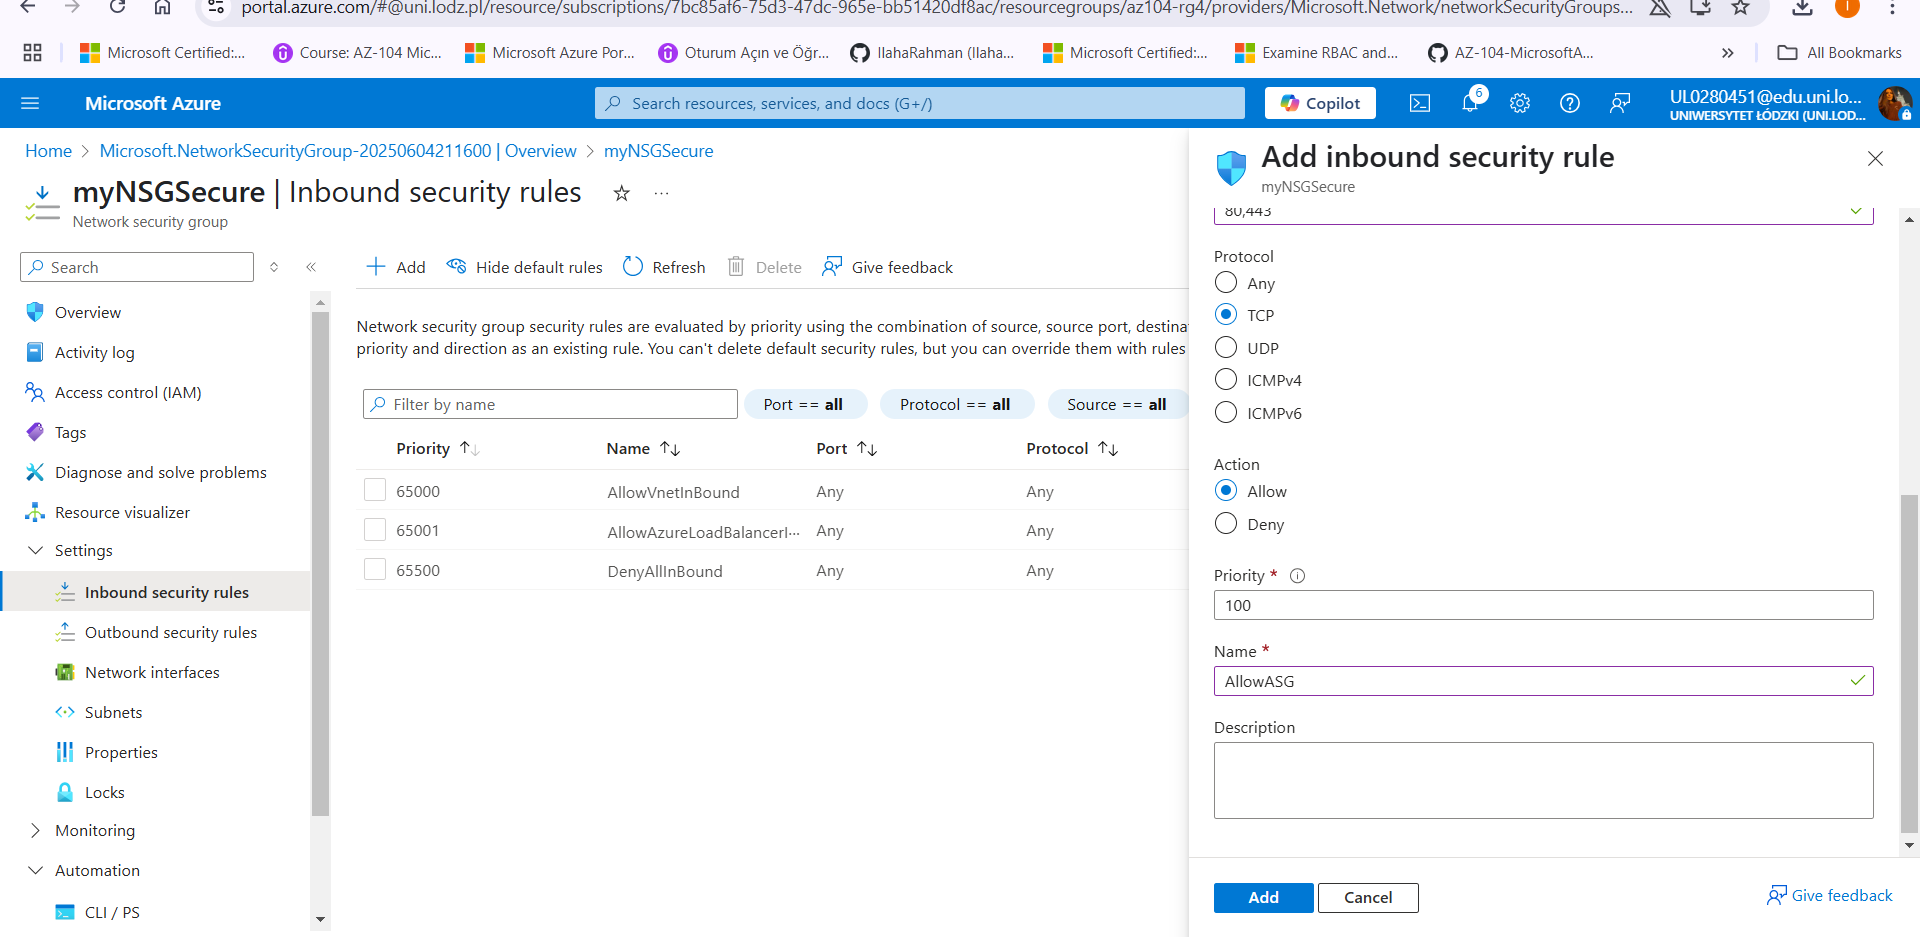 portal.azure.com/#@uni.lodz.pl/resource/subscriptions/7bc85af6-75d3-47dc-965e-bb51420df8ac/resourcegroups/az104-rg4/providers/Microsoft.Network/networkSecurityGroups...
Microsoft Certified:...
Course: AZ-104 Mic...
Microsoft Azure Por...
Oturum Açın ve Öğr...
IlahaRahman (Ilaha...
Microsoft Certified:...
Examine RBAC and...
AZ-104-MicrosoftA...
All Bookmarks
Microsoft Azure
Search resources, services, and docs (G+/)
Copilot
6
UL0280451@edu.uni.lo...
UNIWERSYTET ŁÓDZKI (UNI.LOD...
Home > Microsoft.NetworkSecurityGroup-20250604211600 | Overview > myNSGSecure
myNSGSecure | Inbound security rules
Network security group
Search
Overview
Activity log
Access control (IAM)
Tags
Diagnose and solve problems
Resource visualizer
Settings
Inbound security rules
Outbound security rules
Network interfaces
Subnets
Properties
Locks
Monitoring
Automation
CLI / PS
Add
Hide default rules
Refresh
Delete
Give feedback
Network security group security rules are evaluated by priority using the combination of source, source port, destina
priority and direction as an existing rule. You can't delete default security rules, but you can override them with rules
Filter by name
Port == all
Protocol == all
Source == all
Priority Name Port Protocol
65000 AllowVnetInBound Any Any
65001 AllowAzureLoadBalancerI... Any Any
65500 DenyAllInBound Any Any
Add inbound security rule
myNSGSecure
80,443
Protocol
Any
TCP
UDP
ICMPv4
ICMPv6
Action
Allow
Deny
Priority *
100
Name *
AllowASG
Description
Add
Cancel
Give feedback